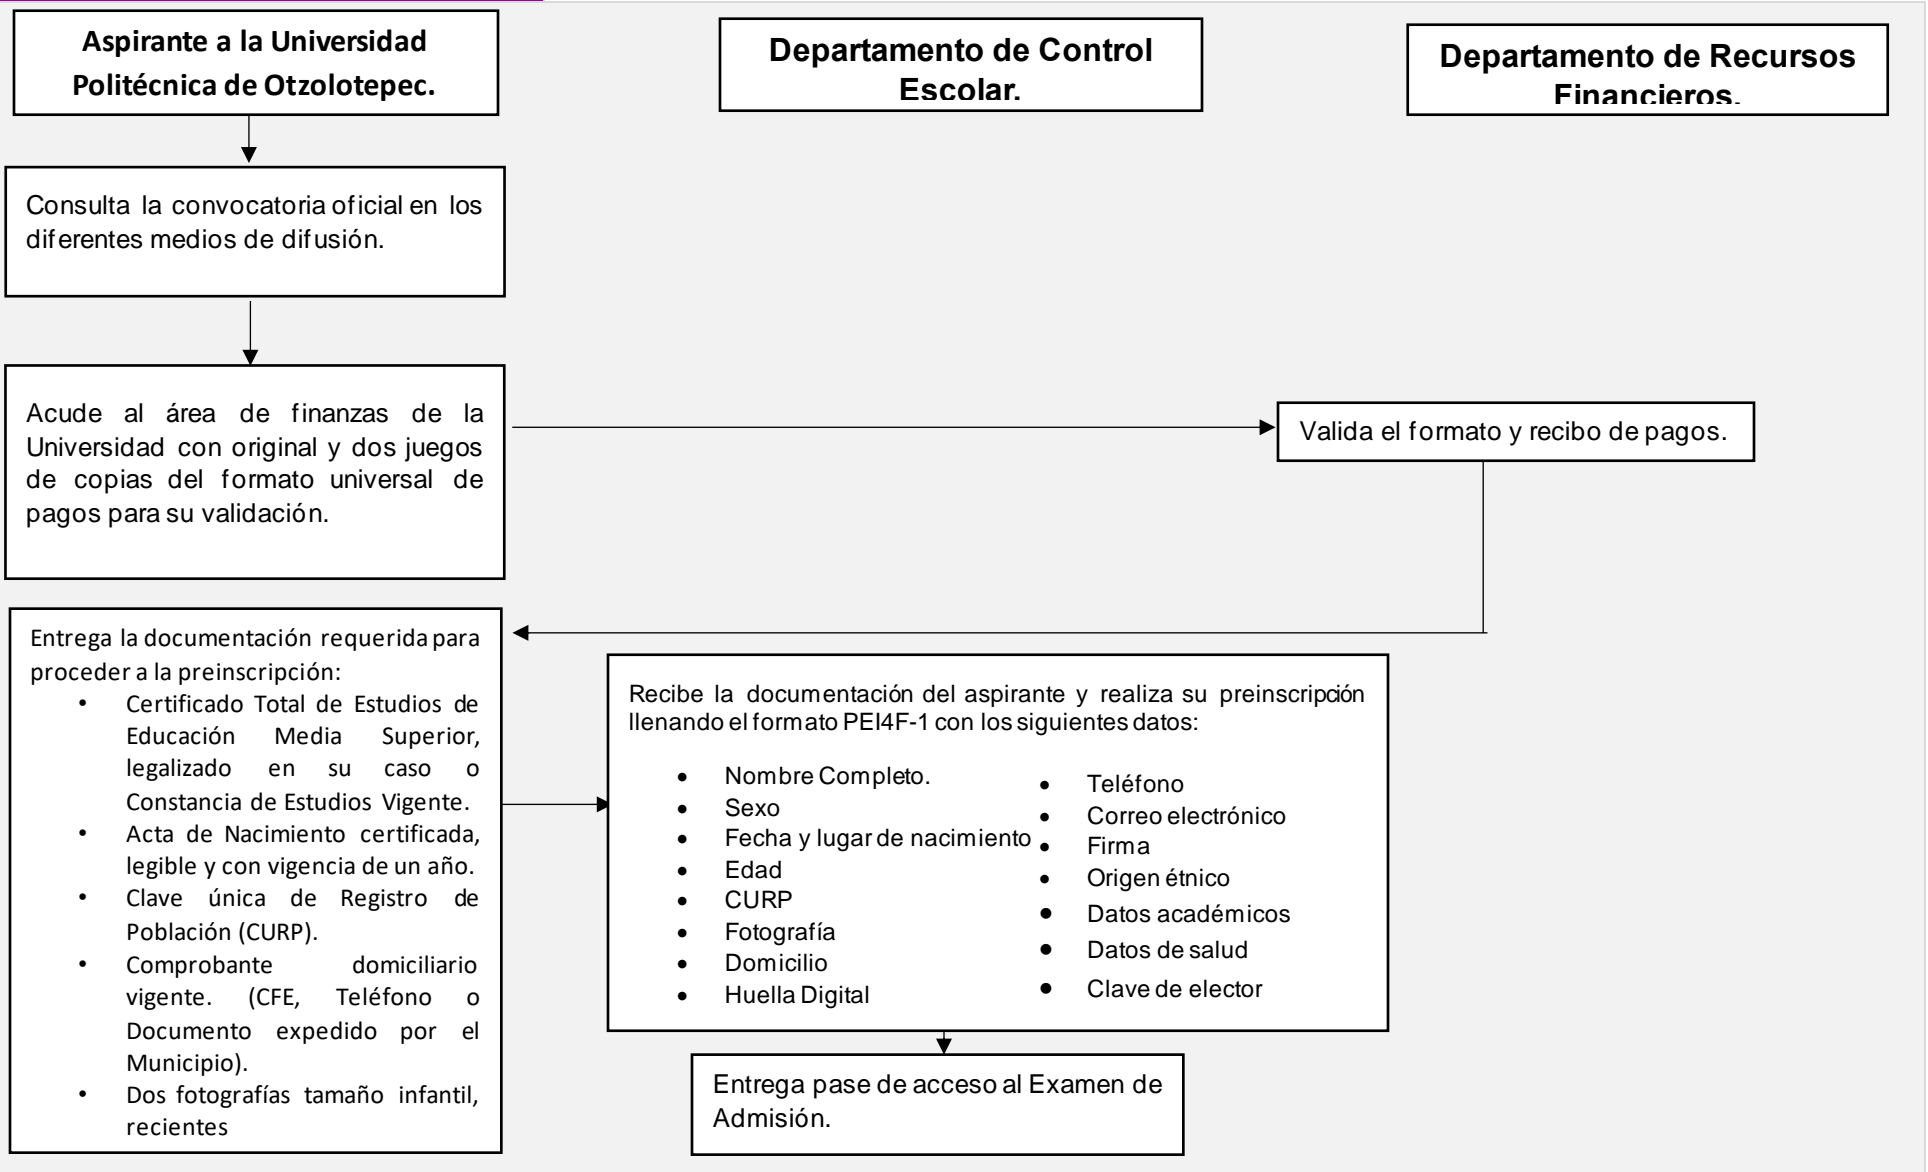 Aspirante a la Universidad
Politécnica de Otzolotepec.
Departamento de Control
Escolar.
Departamento de Recursos
Financieros.
Consulta la convocatoria oficial en los
diferentes medios de difusión.
Acude al área de finanzas de la
Universidad con original y dos juegos
de copias del formato universal de
pagos para su validación.
Valida el formato y recibo de pagos.
Entrega la documentación requerida para
proceder a la preinscripción:
• Certificado Total de Estudios de
Educación Media Superior,
legalizado en su caso o
Constancia de Estudios Vigente.
• Acta de Nacimiento certificada,
legible y con vigencia de un año.
• Clave única de Registro de
Población (CURP).
• Comprobante domiciliario
vigente. (CFE, Teléfono o
Documento expedido por el
Municipio).
• Dos fotografías tamaño infantil,
recientes
Recibe la documentación del aspirante y realiza su preinscripción
llenando el formato PEI4F-1 con los siguientes datos:
• Nombre Completo.
• Sexo
• Fecha y lugar de nacimiento
• Edad
• CURP
• Fotografía
• Domicilio
• Huella Digital
• Teléfono
• Correo electrónico
• Firma
• Origen étnico
• Datos académicos
• Datos de salud
• Clave de elector
Entrega pase de acceso al Examen de
Admisión.